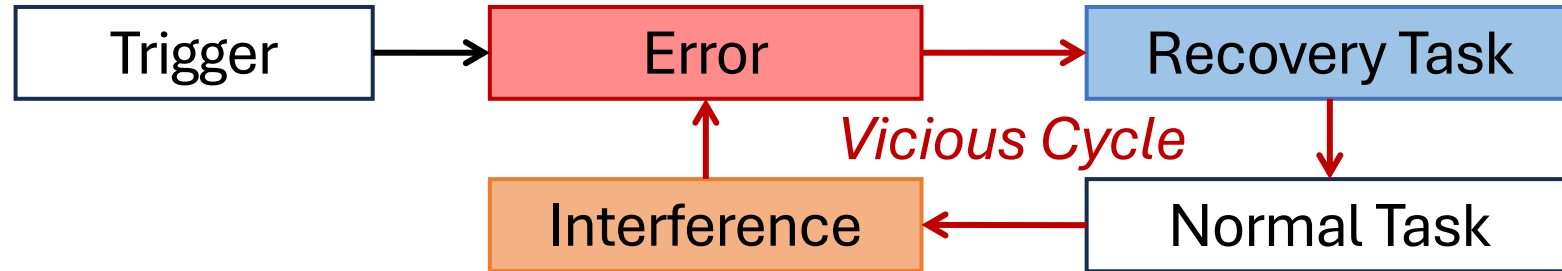 Trigger
Error
Recovery Task
Vicious Cycle
Interference
Normal Task